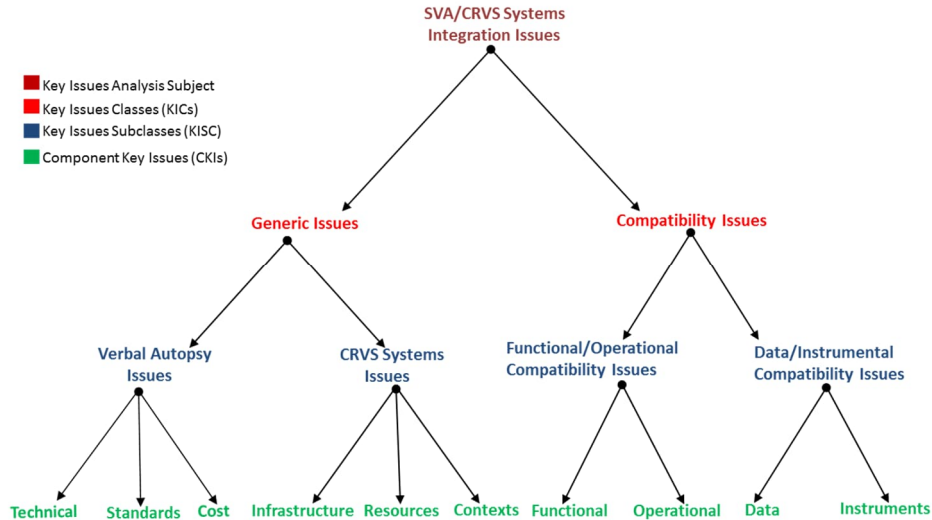 SVA/CRVS Systems
Integration Issues
Key Issues Analysis Subject
Key Issues Classes (KICs)
Key Issues Subclasses (KISC)
Component Key Issues (CKIs)
Generic Issues
Compatibility Issues
Verbal Autopsy
Issues
CRVS Systems
Issues
Functional/Operational
Compatibility Issues
Data/Instrumental
Compatibility Issues
Technical
Standards
Cost
Infrastructure
Resources
Contexts
Functional
Operational
Data
Instruments